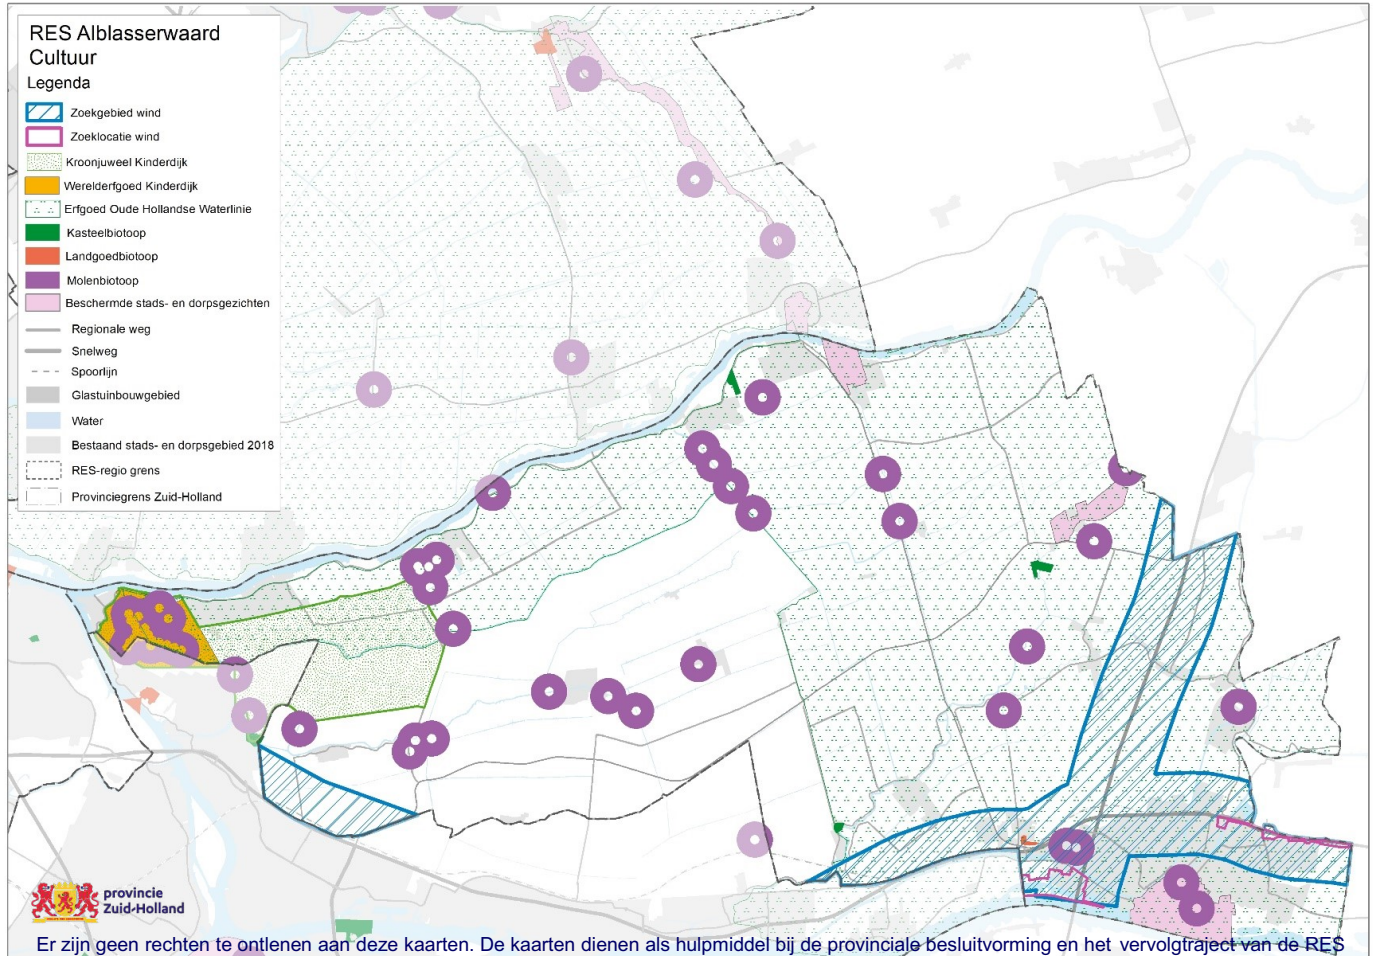 RES Alblasserwaard
Cultuur
Legenda
Zoekgebied wind
Zoeklocatie wind
Kroonjuweel Kinderdijk
Werelderfgoed Kinderdijk
Erfgoed Oude Hollandse Waterlinie
Kasteelbiotoop
Landgoedbiotoop
Molenbiotoop
Beschermde stads- en dorpsgezichten
Regionale weg
Snelweg
Spoorlijn
Glastuinbouwgebied
Water
Bestaand stads- en dorpsgebied 2018
RES-regio grens
Provinciegrens Zuid-Holland
provincie
Zuid-Holland
Er zijn geen rechten te ontlenen aan deze kaarten. De kaarten dienen als hulpmiddel bij de provinciale besluitvorming en het vervolgtraject van de RES